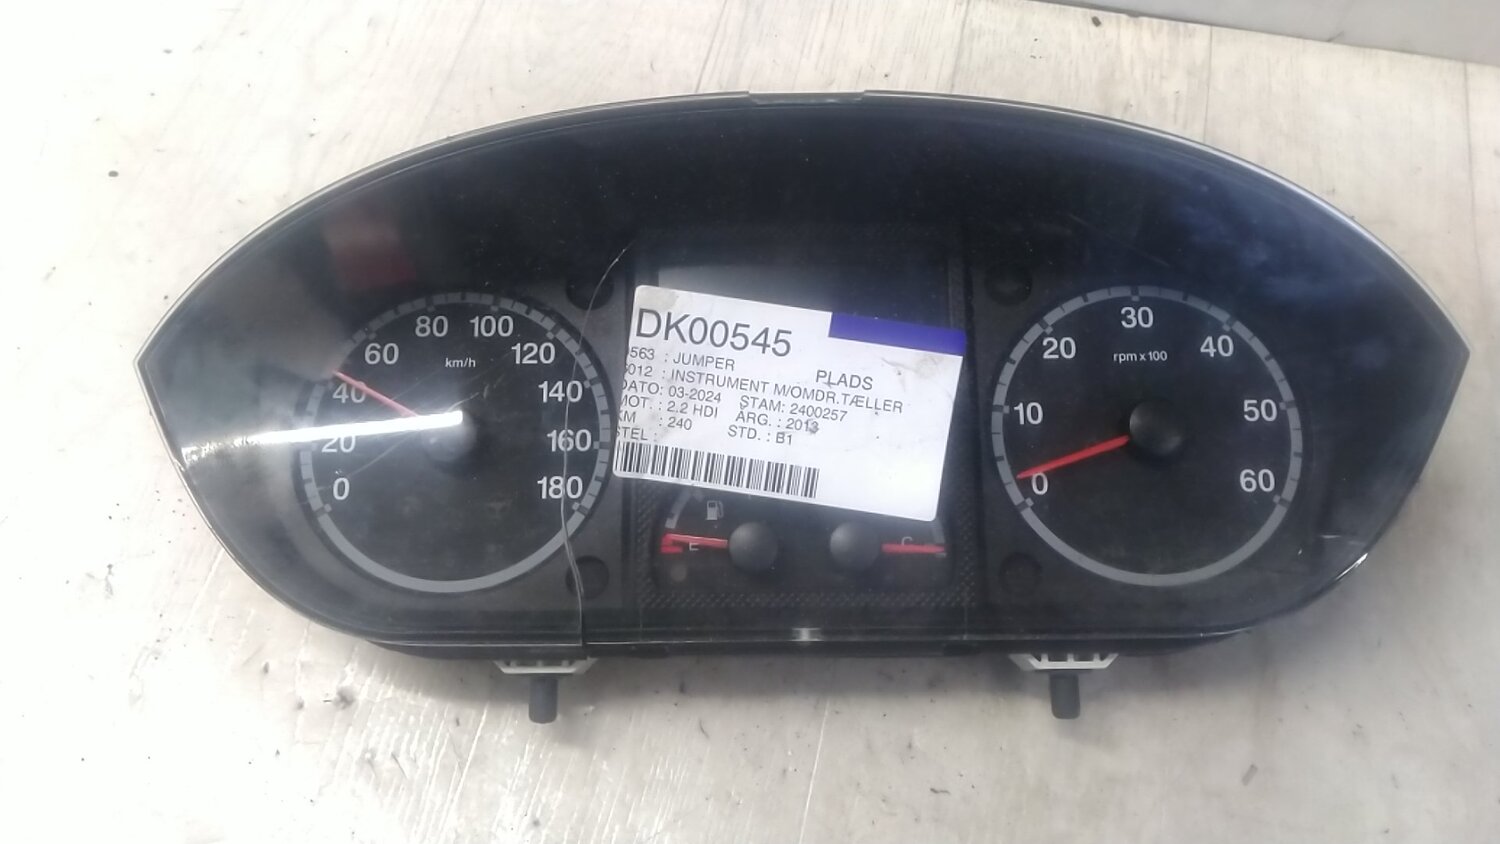 80 100
60 120
km/h
40 140
20 160
0 180
DK00545
563 : JUMPER PLADS
6012 : INSTRUMENT M/OMDR.TÆLLER
DATO: 03-2024 STAM: 2400257
MOT. : 2.2 HDI ÅRG. : 2013
KM : 240 STD. : B1
STEL :
E C
30
20 40
rpm x 100
10 50
0 60